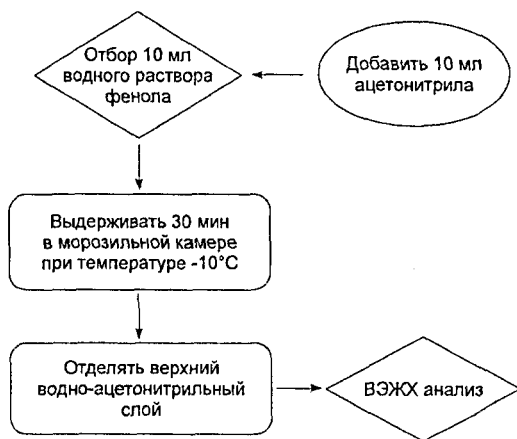 Отбор 10 мл
водного раствора
фенола
Добавить 10 мл
ацетонитрила
Выдерживать 30 мин
в морозильной камере
при температуре -10°С
Отделять верхний
водно-ацетонитрильный
слой
ВЭЖХ анализ